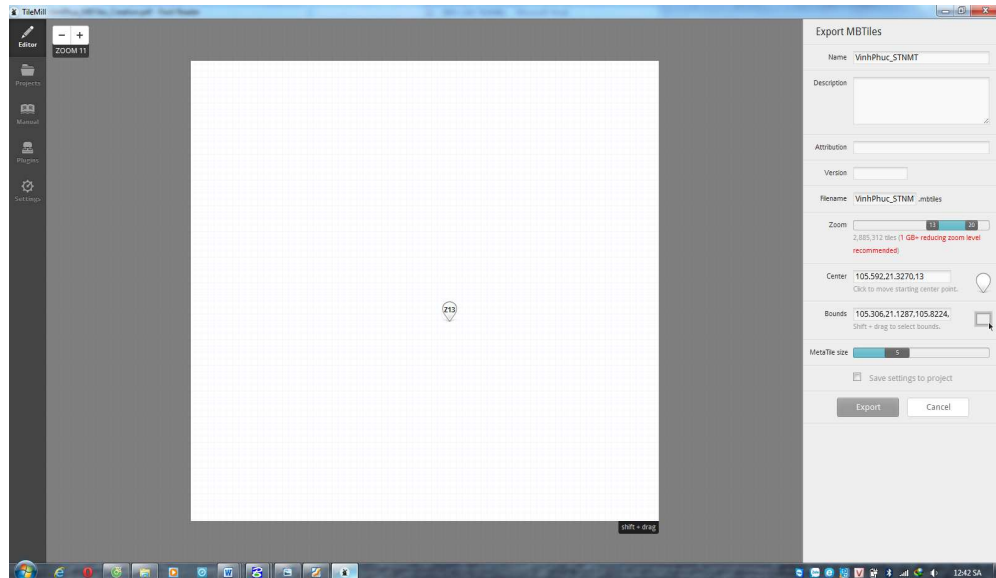 TileMill
Editor
Projects
Manual
Plugins
Settings
- +
ZOOM 11
Z13
shift + drag
Export MBTiles
Name VinhPhuc_STNMT
Description
Attribution
Version
Filename VinhPhuc_STNM .mbtiles
Zoom 13 20
2,885,312 tiles (1 GB+ reducing zoom level
recommended)
Center 105.592,21.3270,13
Click to move starting center point.
Bounds 105.306,21.1287,105.8224,
Shift + drag to select bounds.
MetaTile size 5
Save settings to project
Export Cancel
12:42 SA